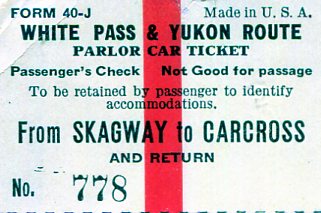 FORM 40-J Made in U. S. A.
WHITE PASS & YUKON ROUTE
PARLOR CAR TICKET
Passenger's Check Not Good for passage
To be retained by passenger to identify
accommodations.
From SKAGWAY to CARCROSS
AND RETURN
No. 778